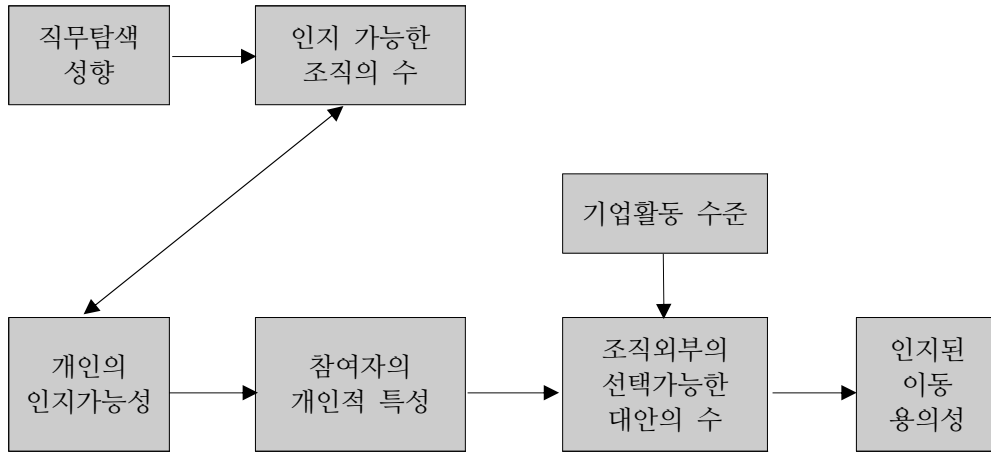 직무탐색
성향
인지 가능한
조직의 수
기업활동 수준
개인의
인지가능성
참여자의
개인적 특성
조직외부의
선택가능한
대안의 수
인지된
이동
용의성